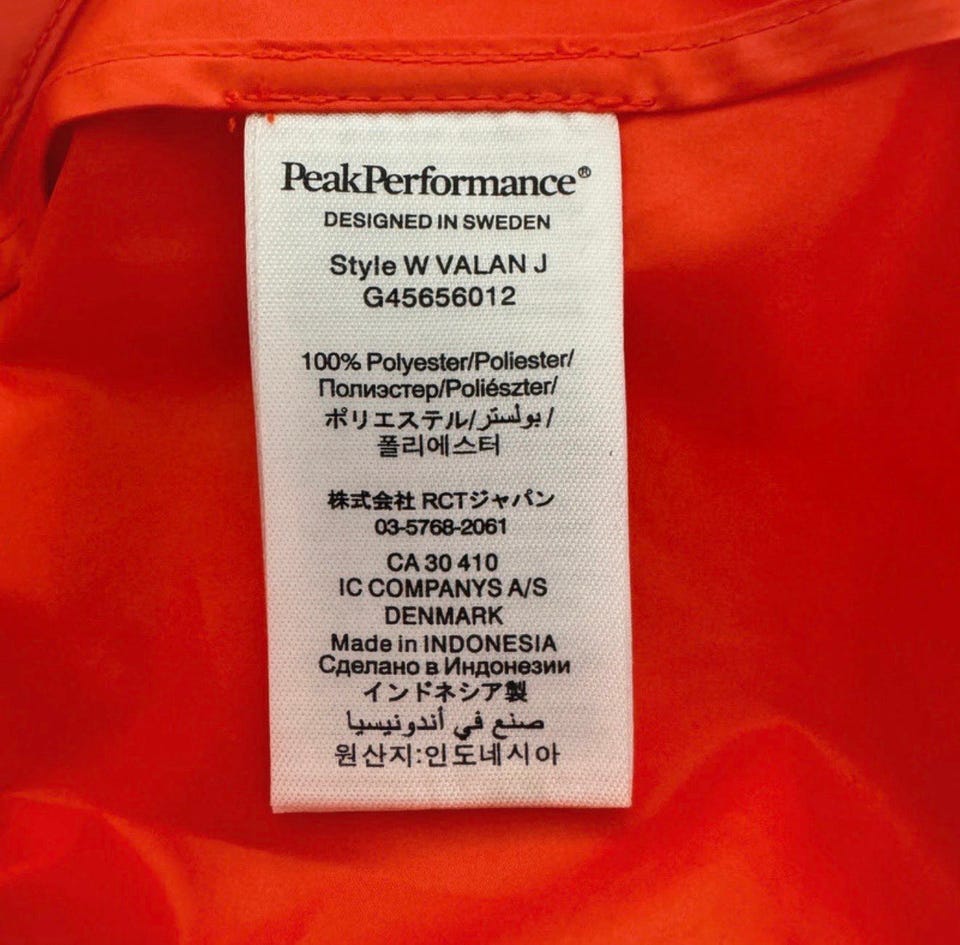 PeakPerformance®
DESIGNED IN SWEDEN
Style W VALAN J
G45656012
100% Polyester/Poliester/
Полиэстер/Poliészter/
ポリエステル/بولستر/
폴리에스터
株式会社 RCTジャパン
03-5768-2061
CA 30 410
IC COMPANYS A/S
DENMARK
Made in INDONESIA
Сделано в Индонезии
インドネシア製
صنع في أندونيسيا
원산지:인도네시아